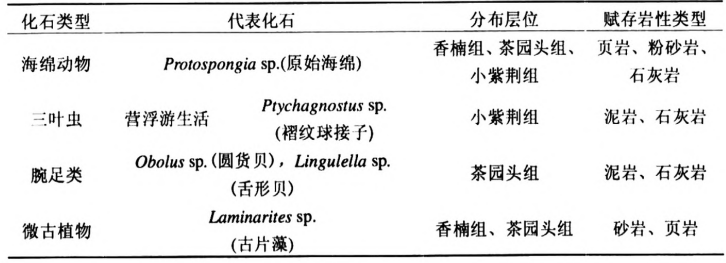 化石类型 代表化石 分布层位 赋存岩性类型
海绵动物 Protospongia sp.(原始海绵) 香楠组、茶园头组、小紫荆组 页岩、粉砂岩、石灰岩
三叶虫 营浮游生活 Ptychagnostus sp.(褶纹球接子) 小紫荆组 泥岩、石灰岩
腕足类 Obolus sp.(圆货贝),Lingulella sp.(舌形贝) 茶园头组 泥岩、石灰岩
微古植物 Laminarites sp.(古片藻) 香楠组、茶园头组 砂岩、页岩